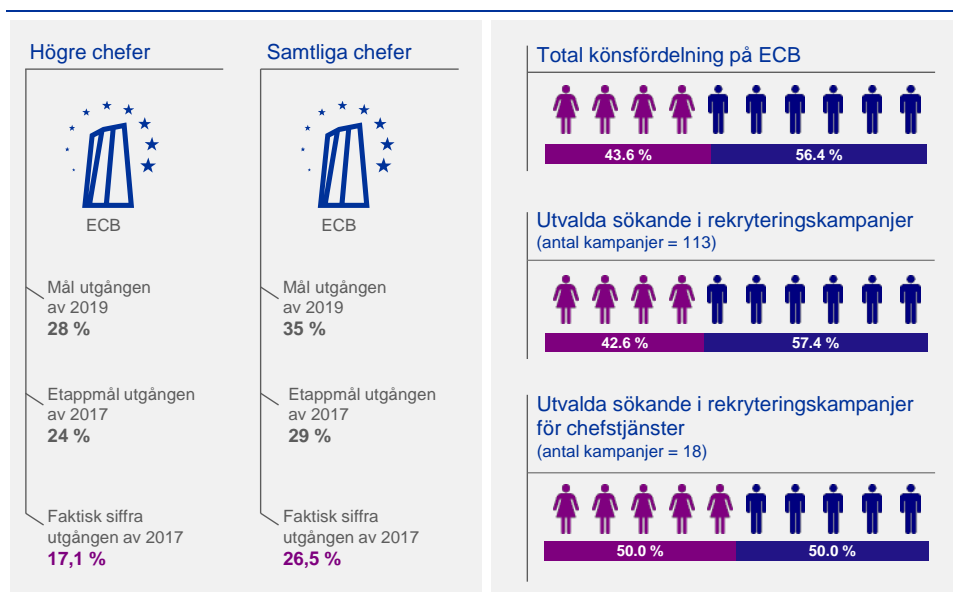 Högre chefer
ECB
Mål utgången
av 2019
28 %
Etappmål utgången
av 2017
24 %
Faktisk siffra
utgången av 2017
17,1 %
Samtliga chefer
ECB
Mål utgången
av 2019
35 %
Etappmål utgången
av 2017
29 %
Faktisk siffra
utgången av 2017
26,5 %
Total könsfördelning på ECB
43.6 % 56.4 %
Utvalda sökande i rekryteringskampanjer
(antal kampanjer = 113)
42.6 % 57.4 %
Utvalda sökande i rekryteringskampanjer
för chefstjänster
(antal kampanjer = 18)
50.0 % 50.0 %